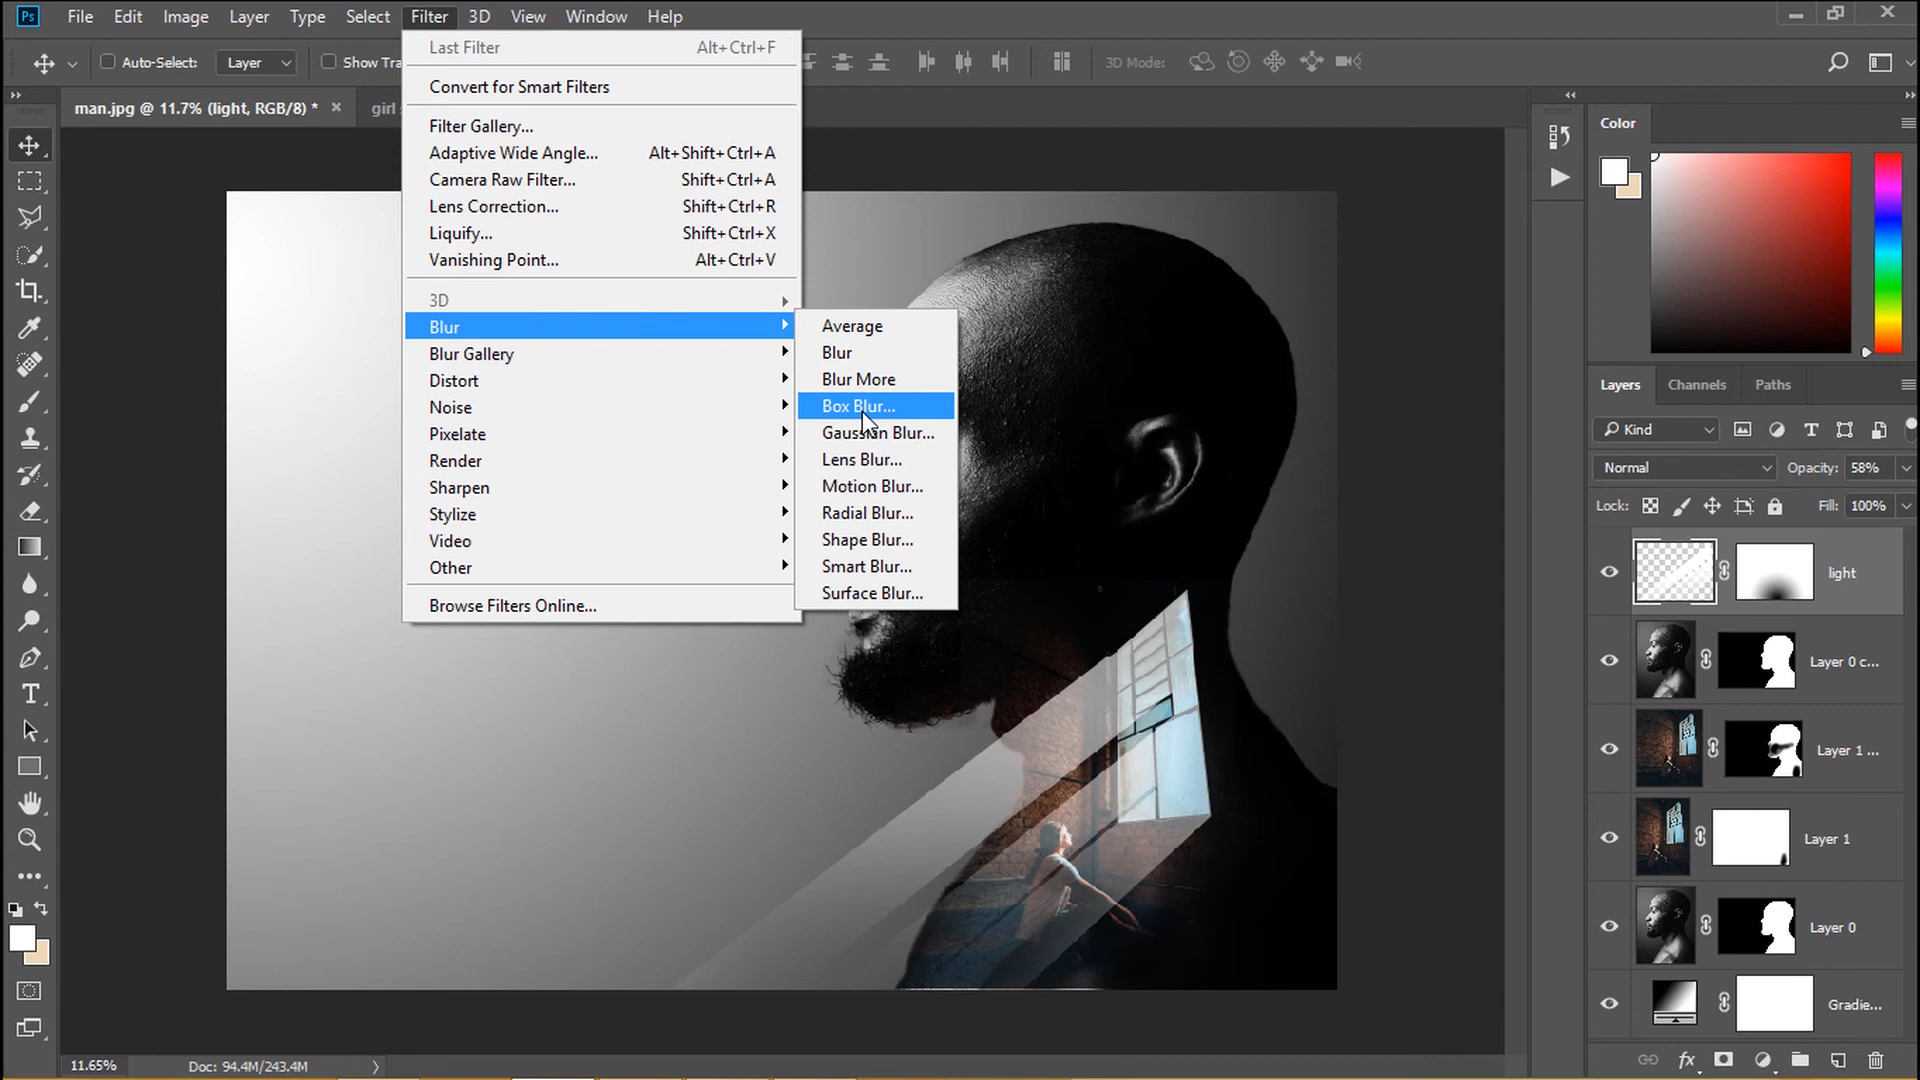 Ps File Edit Image Layer Type Select Filter 3D View Window Help
Auto-Select: Layer Show Tra 3D Mode:
man.jpg @ 11.7% (light, RGB/8) * × girl
Last Filter Alt+Ctrl+F
Convert for Smart Filters
Filter Gallery...
Adaptive Wide Angle... Alt+Shift+Ctrl+A
Camera Raw Filter... Shift+Ctrl+A
Lens Correction... Shift+Ctrl+R
Liquify... Shift+Ctrl+X
Vanishing Point... Alt+Ctrl+V
3D
Blur
Blur Gallery
Distort
Noise
Pixelate
Render
Sharpen
Stylize
Video
Other
Browse Filters Online...
Average
Blur
Blur More
Box Blur...
Gaussian Blur...
Lens Blur...
Motion Blur...
Radial Blur...
Shape Blur...
Smart Blur...
Surface Blur...
Color
Layers Channels Paths
Kind
Normal Opacity: 58%
Lock: Fill: 100%
light
Layer 0 c...
Layer 1 ...
Layer 1
Layer 0
Gradie...
11.65% Doc: 94.4M/243.4M